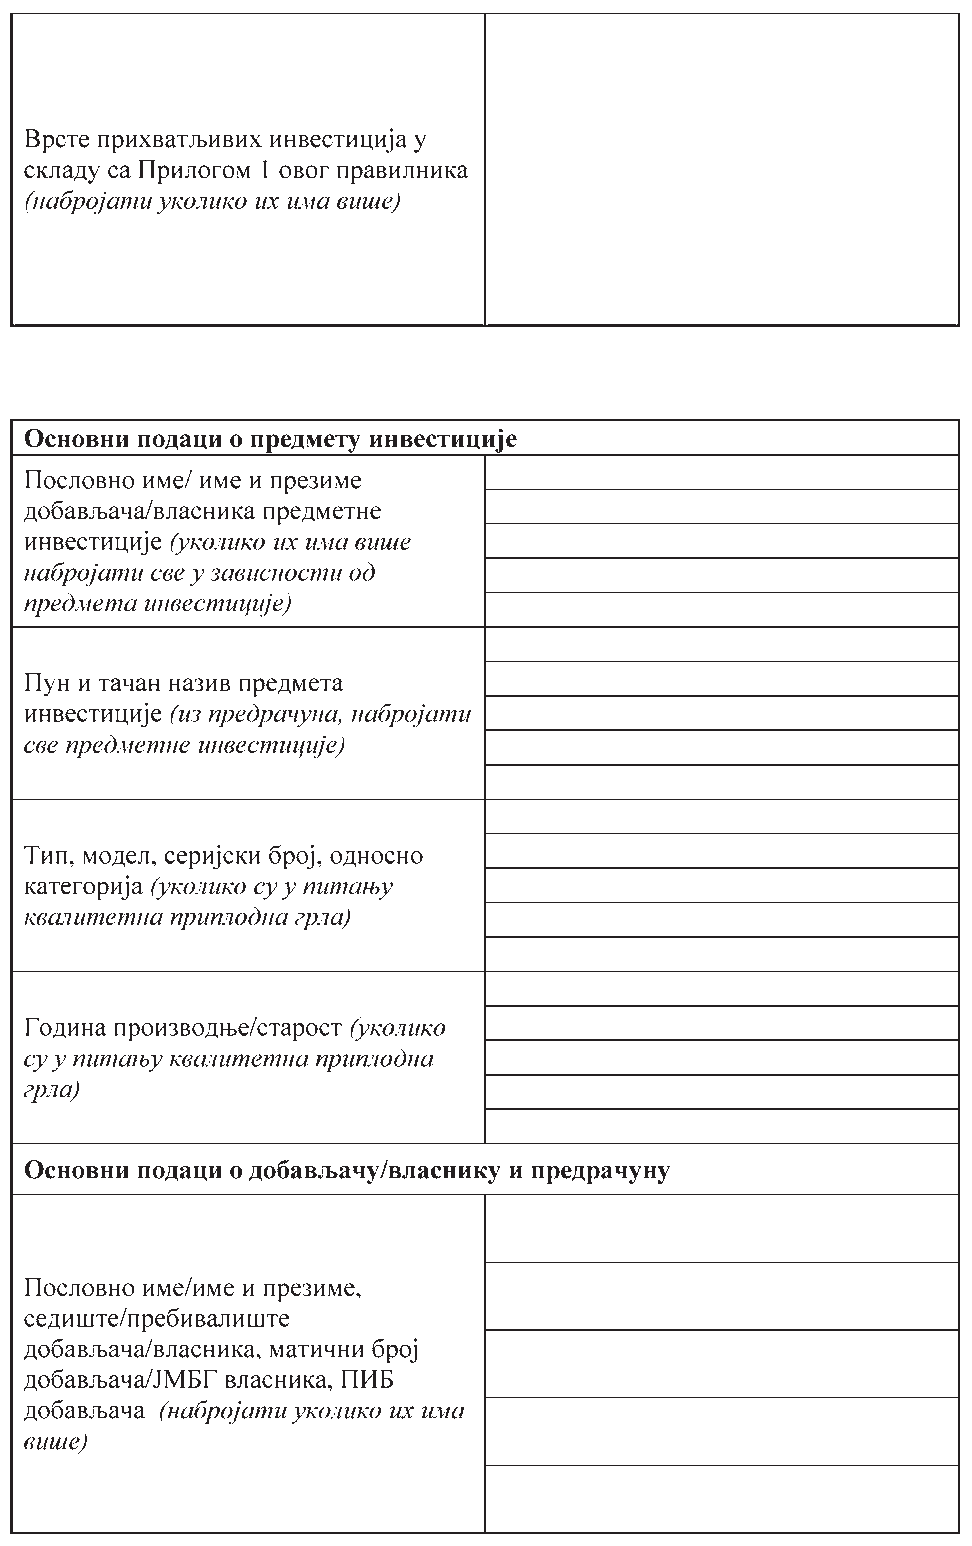 Врсте прихватљивих инвестиција у
складу са Прилогом 1 овог правилника
(набројати уколико их има више)
Основни подаци о предмету инвестиције
Пословно име/ име и презиме
добављача/власника предметне
инвестиције (уколико их има више
набројати све у зависности од
предмета инвестиције)
Пун и тачан назив предмета
инвестиције (из предрачуна, набројати
све предметне инвестиције)
Тип, модел, серијски број, односно
категорија (уколико су у питању
квалитетна приплодна грла)
Година производње/старост (уколико
су у питању квалитетна приплодна
грла)
Основни подаци о добављачу/власнику и предрачуну
Пословно име/име и презиме,
седиште/пребивалиште
добављача/власника, матични број
добављача/ЈМБГ власника, ПИБ
добављача (набројати уколико их има
више)